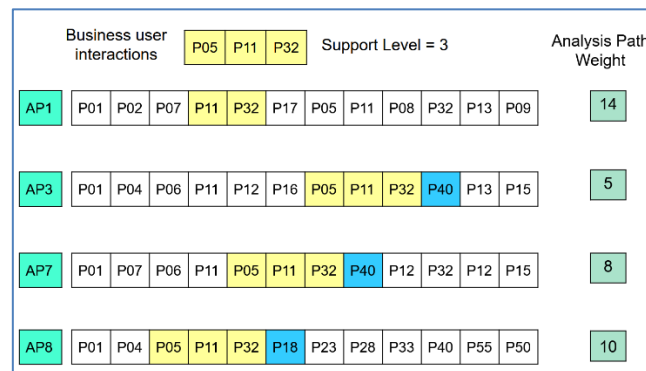 Business user interactions P05 P11 P32 Support Level = 3 Analysis Path Weight
AP1 P01 P02 P07 P11 P32 P17 P05 P11 P08 P32 P13 P09 14
AP3 P01 P04 P06 P11 P12 P16 P05 P11 P32 P40 P13 P15 5
AP7 P01 P07 P06 P11 P05 P11 P32 P40 P12 P32 P12 P15 8
AP8 P01 P04 P05 P11 P32 P18 P23 P28 P33 P40 P55 P50 10